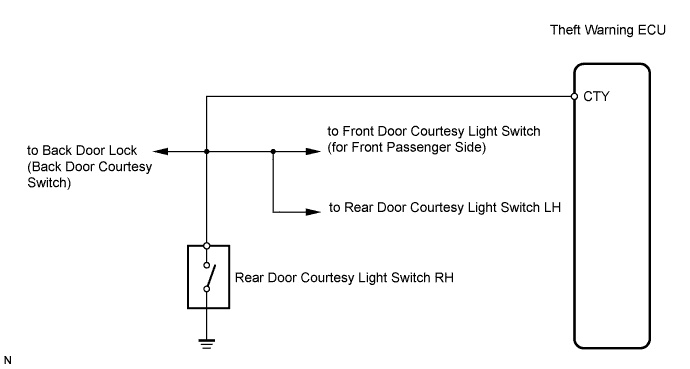 Theft Warning ECU
CTY
to Front Door Courtesy Light Switch
(for Front Passenger Side)
to Back Door Lock
(Back Door Courtesy
Switch)
to Rear Door Courtesy Light Switch LH
Rear Door Courtesy Light Switch RH
N